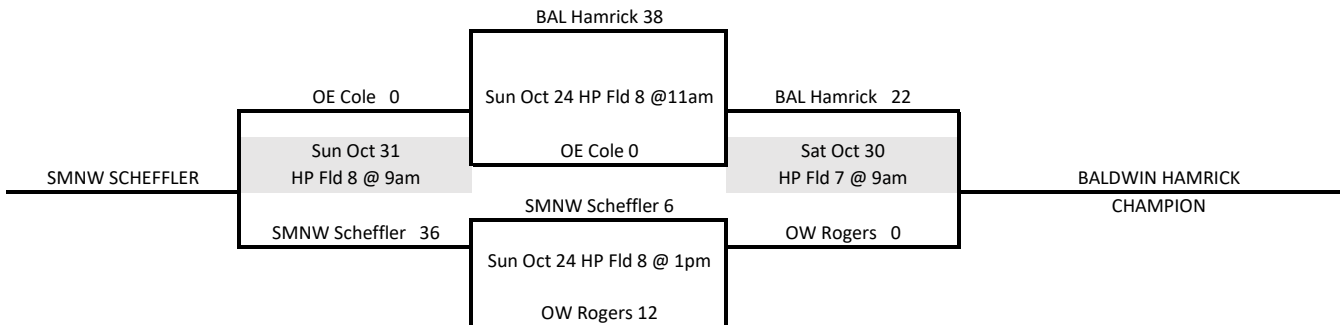 BAL Hamrick 38
OE Cole 0
Sun Oct 24 HP Fld 8 @11am
BAL Hamrick 22
Sun Oct 31
HP Fld 8 @ 9am
OE Cole 0
Sat Oct 30
HP Fld 7 @ 9am
SMNW SCHEFFLER
BALDWIN HAMRICK
CHAMPION
SMNW Scheffler 6
SMNW Scheffler 36
OW Rogers 0
Sun Oct 24 HP Fld 8 @ 1pm
OW Rogers 12